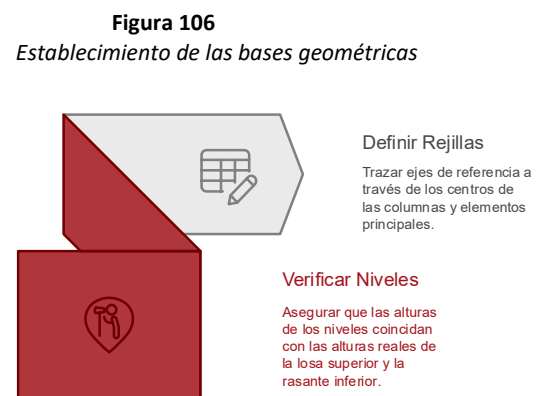 Figura 106
Establecimiento de las bases geométricas
Definir Rejillas
Trazar ejes de referencia a
través de los centros de
las columnas y elementos
principales.
Verificar Niveles
Asegurar que las alturas
de los niveles coincidan
con las alturas reales de
la losa superior y la
rasante inferior.